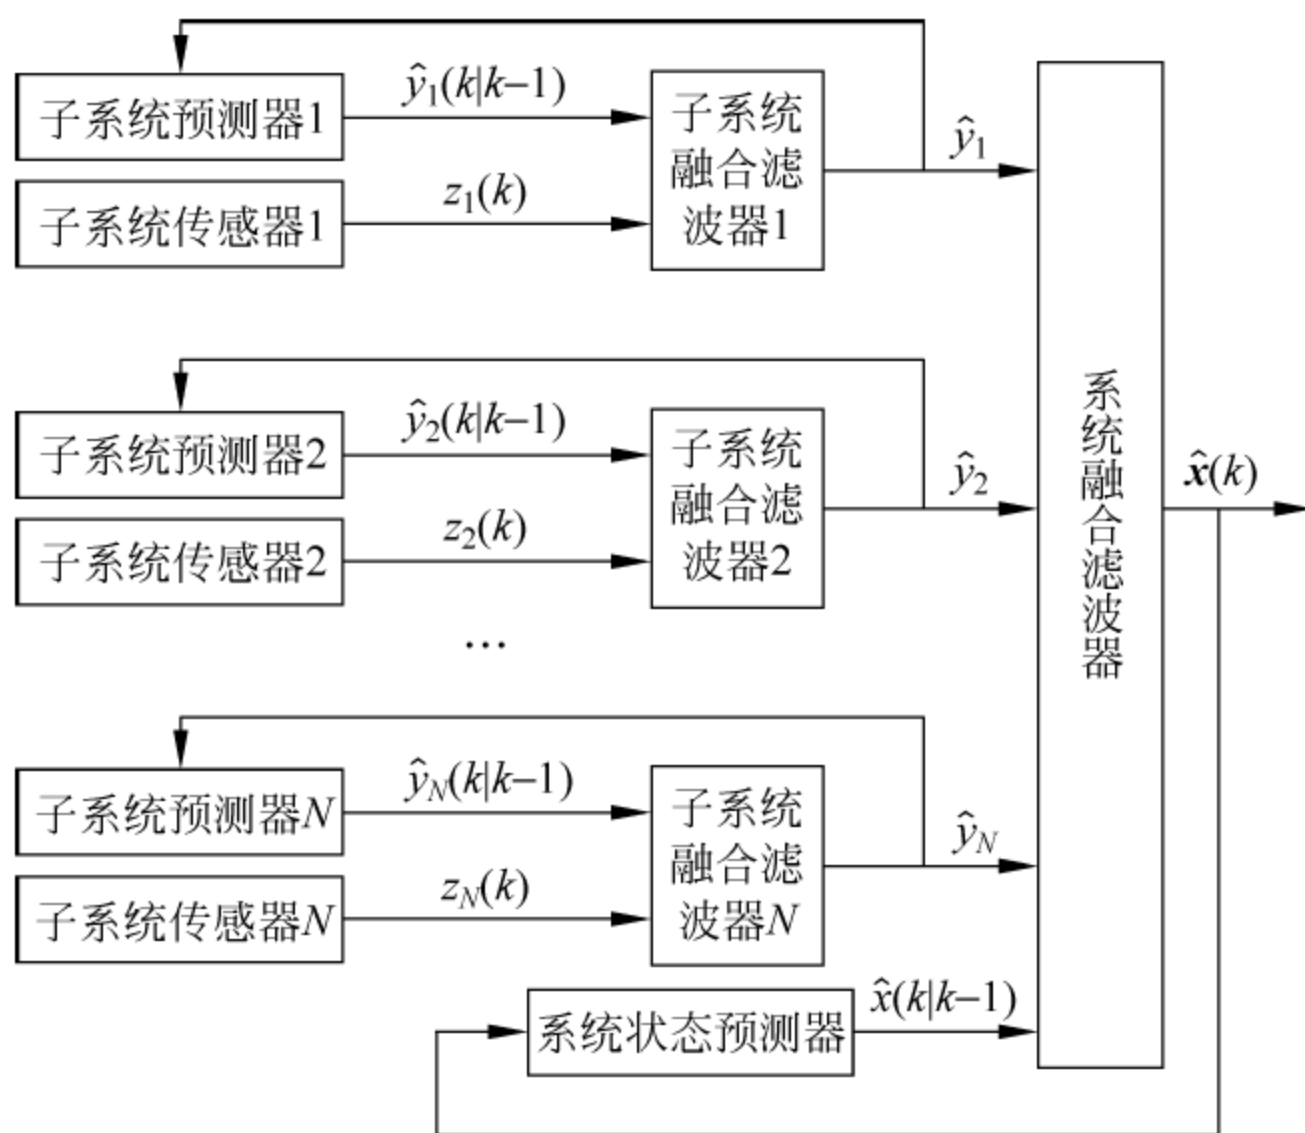 子系统预测器1
ŷ₁(k|k−1)
子系统传感器1
z₁(k)
子系统
融合滤
波器1
ŷ₁
子系统预测器2
ŷ₂(k|k−1)
子系统传感器2
z₂(k)
子系统
融合滤
波器2
ŷ₂
…
子系统预测器N
ŷN(k|k−1)
子系统传感器N
zN(k)
子系统
融合滤
波器N
ŷN
系统状态预测器
x̂(k|k−1)
系统融合滤波器
x̂(k)